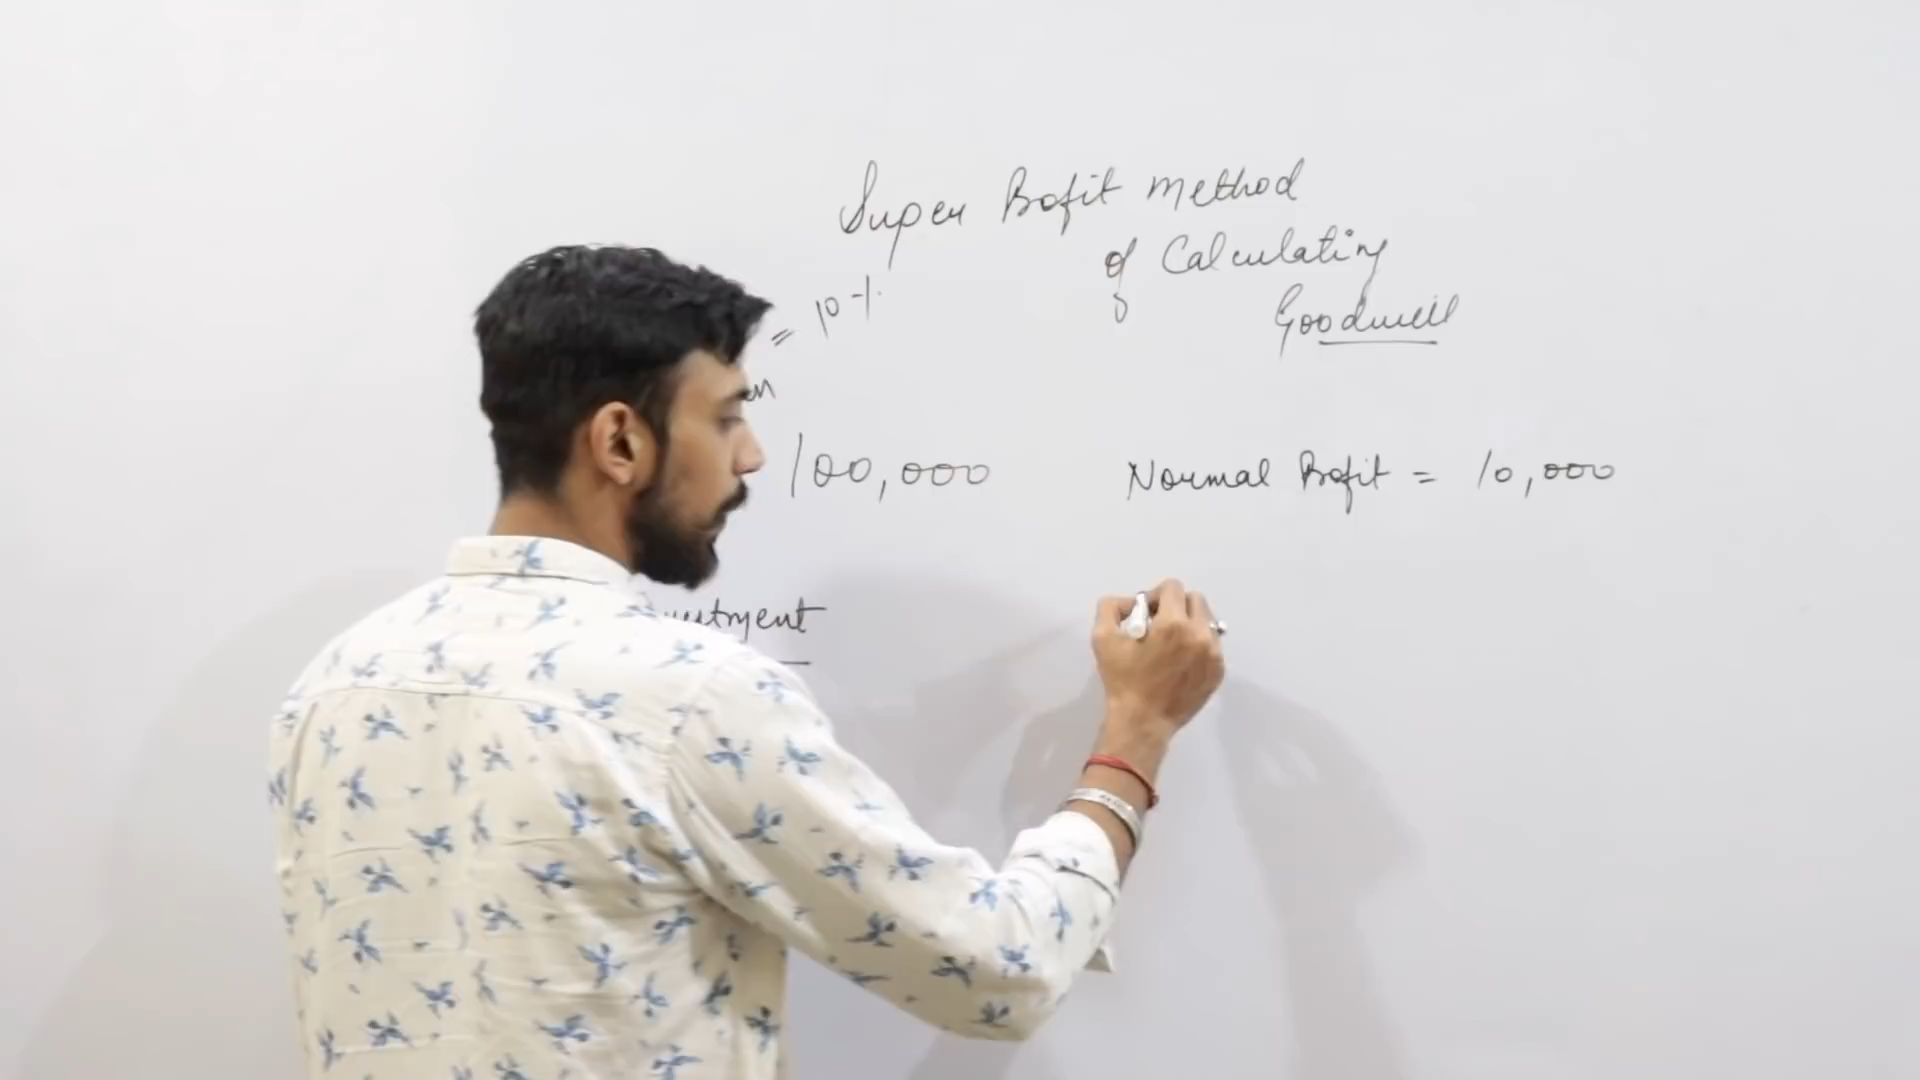 Super Profit Method
of Calculating
Goodwill
= 10%
100,000
Normal Profit = 10,000